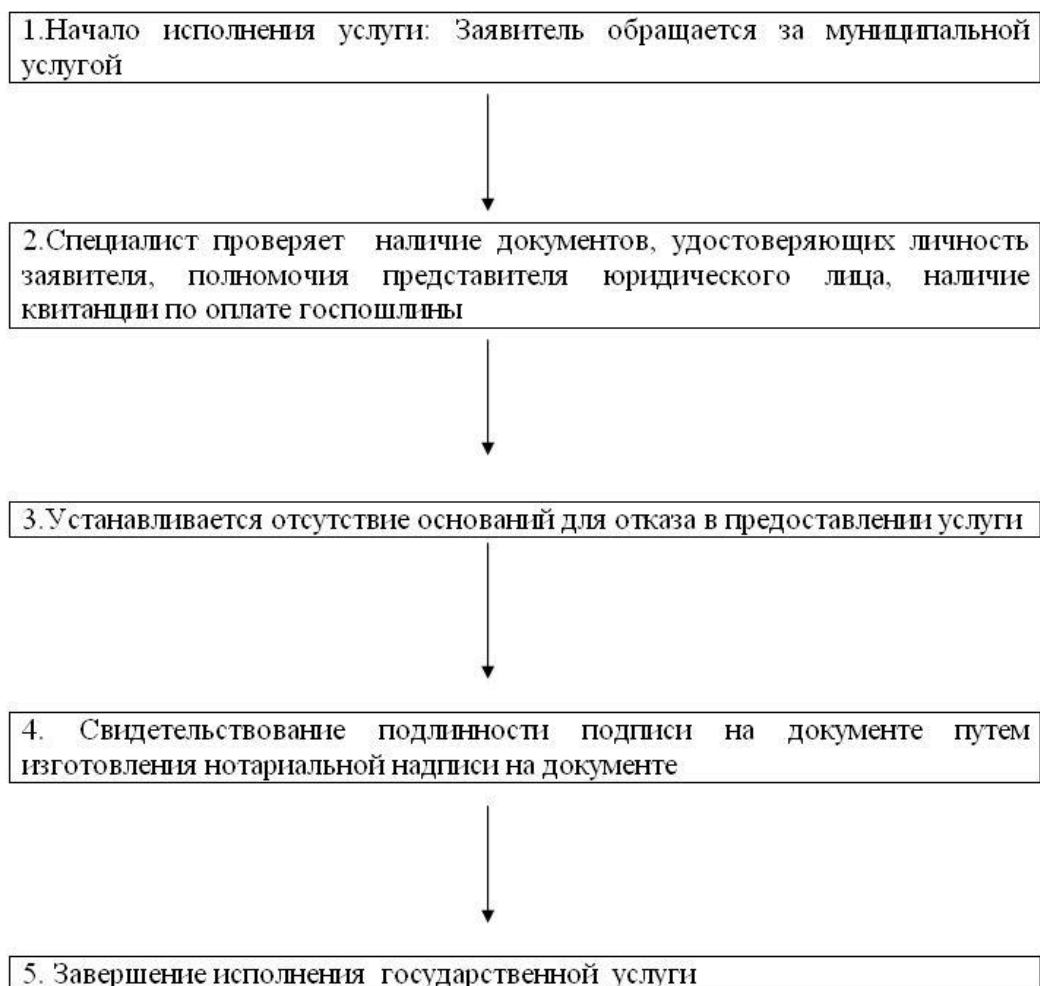 1.Начало исполнения услуги: Заявитель обращается за муниципальной
услугой
2.Специалист проверяет наличие документов, удостоверяющих личность
заявителя, полномочия представителя юридического лица, наличие
квитанции по оплате госпошлины
3.Устанавливается отсутствие оснований для отказа в предоставлении услуги
4. Свидетельствование подлинности подписи на документе путем
изготовления нотариальной надписи на документе
5. Завершение исполнения государственной услуги